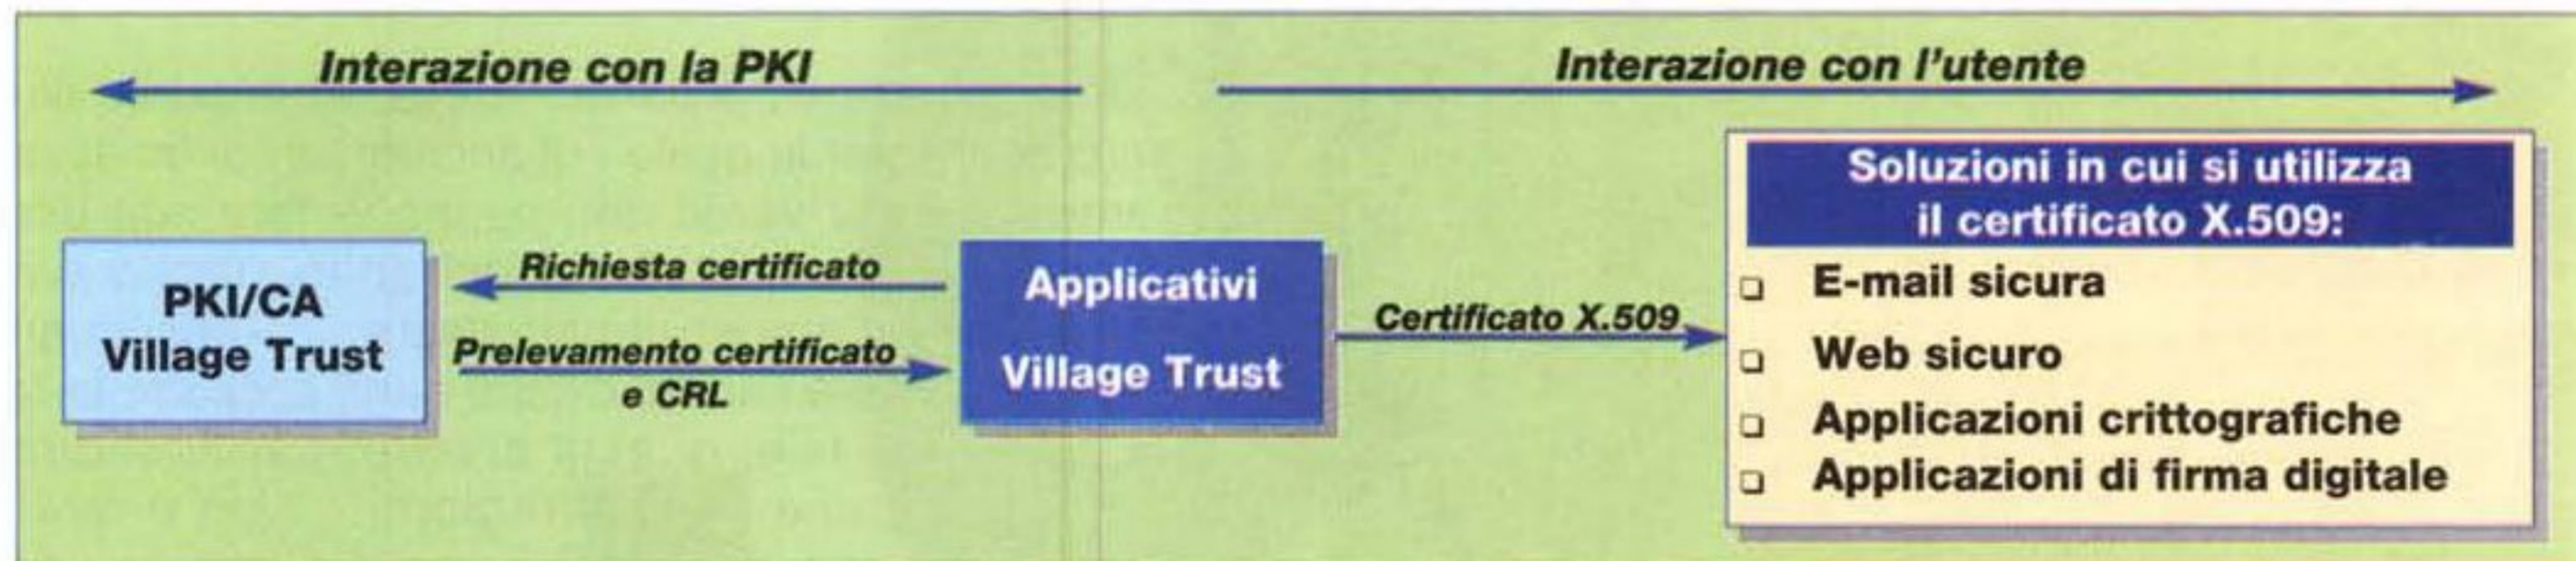 Interazione con la PKI
Interazione con l'utente
PKI/CA
Village Trust
Richiesta certificato
Prelevamento certificato
e CRL
Applicativi
Village Trust
Certificato X.509
Soluzioni in cui si utilizza
il certificato X.509:
❏ E-mail sicura
❏ Web sicuro
❏ Applicazioni crittografiche
❏ Applicazioni di firma digitale